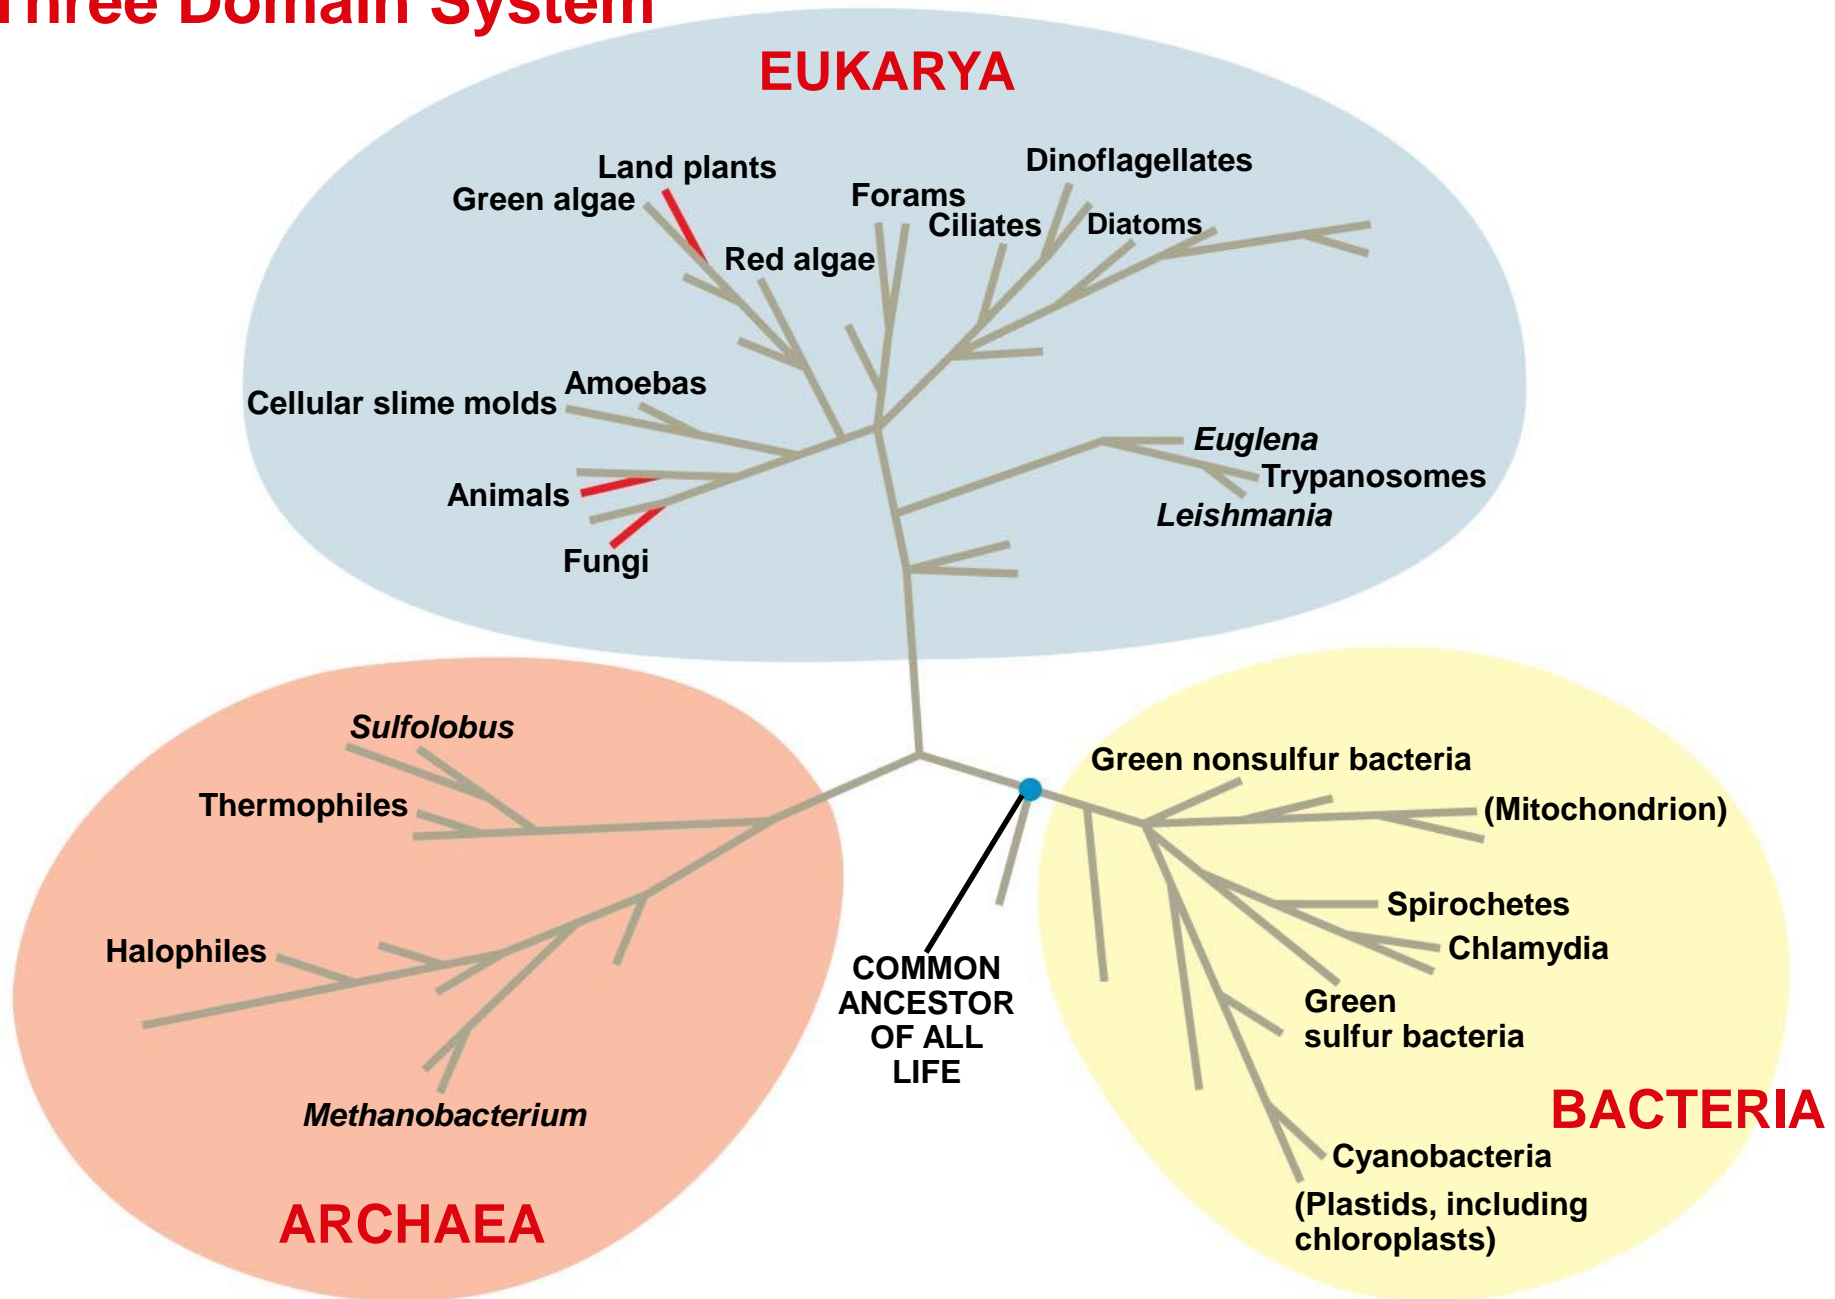 Three Domain System
EUKARYA
Land plants
Green algae
Dinoflagellates
Forams
Ciliates
Diatoms
Red algae
Amoebas
Cellular slime molds
Euglena
Trypanosomes
Leishmania
Animals
Fungi
Sulfolobus
Thermophiles
Halophiles
Methanobacterium
ARCHAEA
COMMON
ANCESTOR
OF ALL
LIFE
Green nonsulfur bacteria
(Mitochondrion)
Spirochetes
Chlamydia
Green
sulfur bacteria
BACTERIA
Cyanobacteria
(Plastids, including
chloroplasts)